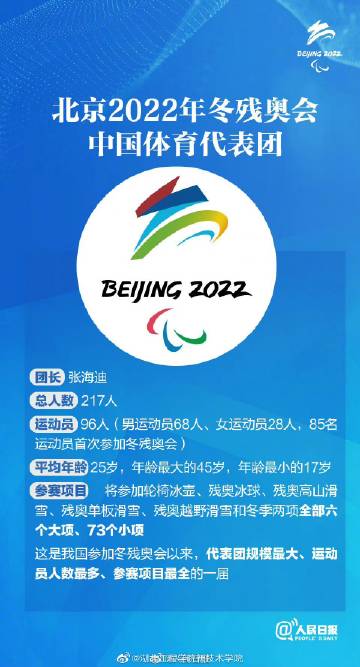 BEIJING 2022
北京2022年冬残奥会
中国体育代表团
BEIJING 2022
团长 张海迪
总人数 217人
运动员 96人（男运动员68人、女运动员28人，85名
运动员首次参加冬残奥会）
平均年龄 25岁，年龄最大的45岁，年龄最小的17岁
参赛项目 将参加轮椅冰壶、残奥冰球、残奥高山滑
雪、残奥单板滑雪、残奥越野滑雪和冬季两项全部六
个大项、73个小项
这是我国参加冬残奥会以来，代表团规模最大、运动
员人数最多、参赛项目最全的一届
@人民日报
PEOPLE'S DAILY